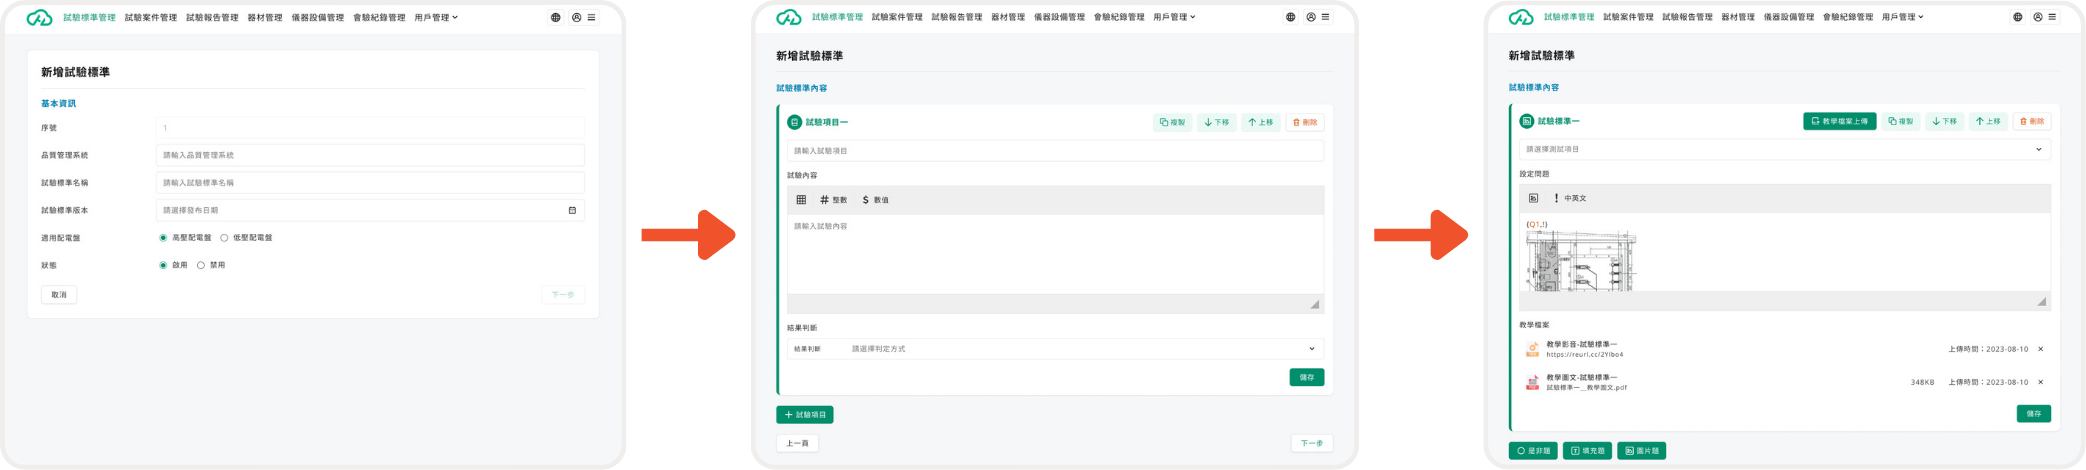 試驗標準管理 試驗案件管理 試驗報告管理 器材管理 儀器設備管理 會驗紀錄管理 用戶管理
新增試驗標準
基本資訊
序號 1
品質管理系統 請輸入品質管理系統
試驗標準名稱 請輸入試驗標準名稱
試驗標準版本 請選擇發布日期
適用配電盤 高壓配電盤 低壓配電盤
狀態 啟用 禁用
取消 下一步
試驗標準管理 試驗案件管理 試驗報告管理 器材管理 儀器設備管理 會驗紀錄管理 用戶管理
新增試驗標準
試驗標準內容
試驗項目一 複製 下移 上移 刪除
請輸入試驗項目
試驗內容
# 整數 $ 數值
請輸入試驗內容
結果判斷
結果判斷 請選擇判定方式
儲存
+ 試驗項目
上一頁 下一步
試驗標準管理 試驗案件管理 試驗報告管理 器材管理 儀器設備管理 會驗紀錄管理 用戶管理
新增試驗標準
試驗標準內容
試驗標準一 教學檔案上傳 複製 下移 上移 刪除
請選擇測試項目
設定問題
! 中英文
{Q1,!}
教學檔案
教學影音-試驗標準一
https://reurl.cc/2YIbo4 上傳時間：2023-08-10 ×
教學圖文-試驗標準一
試驗標準一__教學圖文.pdf 348KB 上傳時間：2023-08-10 ×
儲存
是非題 填充題 圖片題